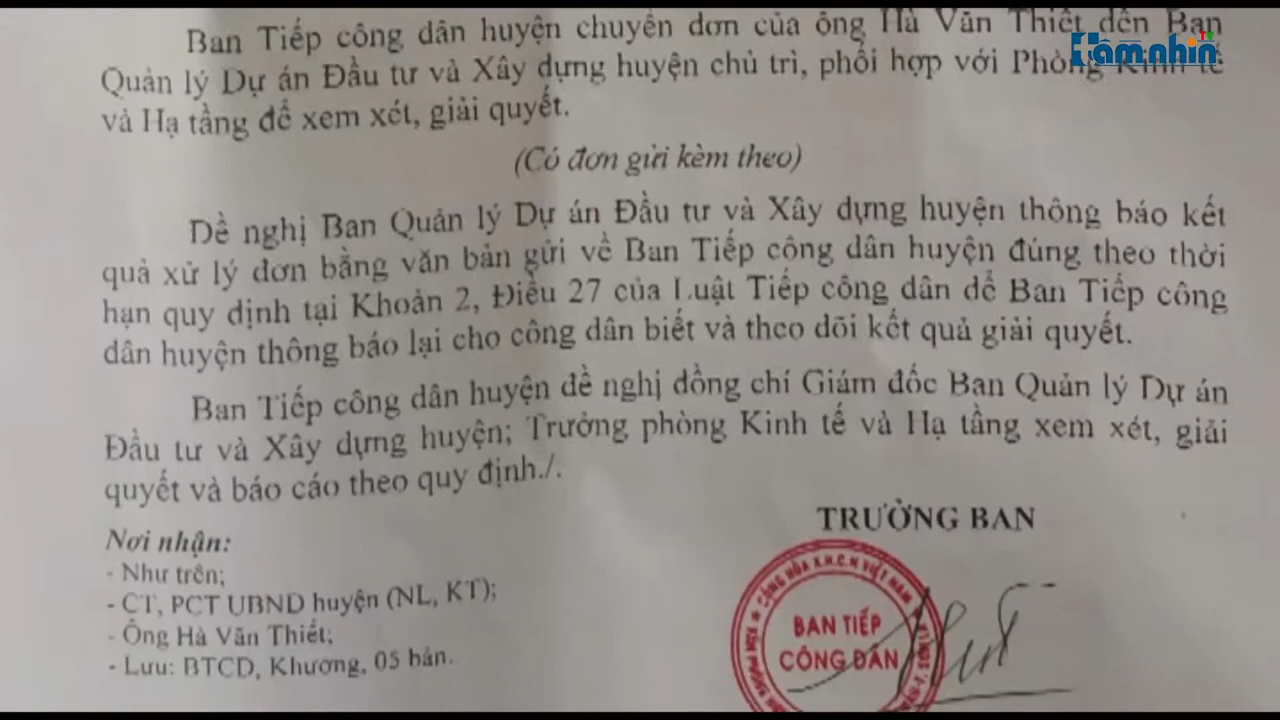 Ban Tiếp công dân huyện chuyển đơn của ông Hà Văn Thiết đến Ban
Quản lý Dự án Đầu tư và Xây dựng huyện chủ trì, phối hợp với Phòng Kinh tế
và Hạ tầng để xem xét, giải quyết.
(Có đơn gửi kèm theo)
Đề nghị Ban Quản lý Dự án Đầu tư và Xây dựng huyện thông báo kết
quả xử lý đơn bằng văn bản gửi về Ban Tiếp công dân huyện đúng theo thời
hạn quy định tại Khoản 2, Điều 27 của Luật Tiếp công dân để Ban Tiếp công
dân huyện thông báo lại cho công dân biết và theo dõi kết quả giải quyết.
Ban Tiếp công dân huyện đề nghị đồng chí Giám đốc Ban Quản lý Dự án
Đầu tư và Xây dựng huyện; Trưởng phòng Kinh tế và Hạ tầng xem xét, giải
quyết và báo cáo theo quy định./.
TRƯỞNG BAN
Nơi nhận:
- Như trên;
- CT, PCT UBND huyện (NL, KT);
- Ông Hà Văn Thiết;
- Lưu: BTCD, Khương, 05 bản.
CỘNG HÒA X.H.C.N VIỆT NAM
BAN TIẾP
CÔNG DÂN
Tầm nhìn TV